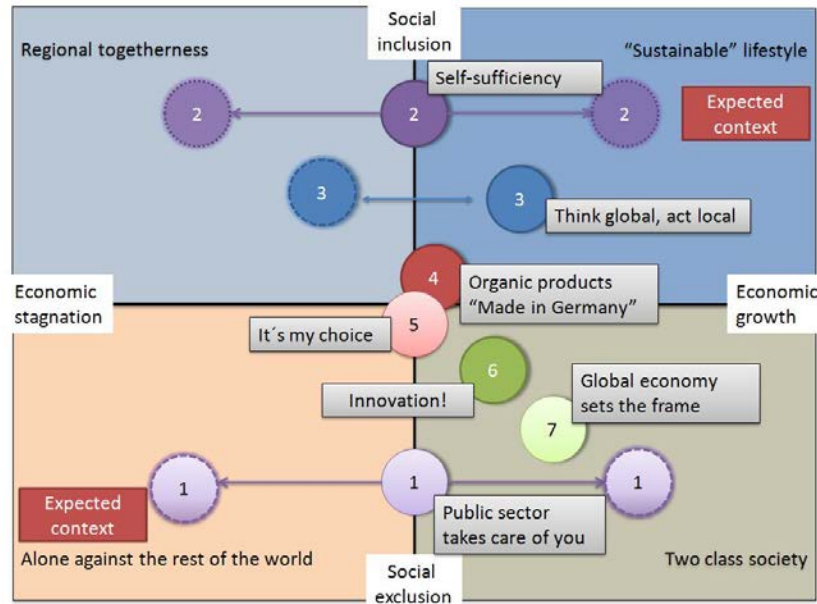 Social
inclusion
Regional togetherness
“Sustainable” lifestyle
Self-sufficiency
2
2
2
Expected
context
3
3
Think global, act local
4
Organic products
“Made in Germany”
Economic
stagnation
Economic
growth
5
It´s my choice
6
Innovation!
Global economy
sets the frame
7
1
1
1
Expected
context
Public sector
takes care of you
Alone against the rest of the world
Two class society
Social
exclusion